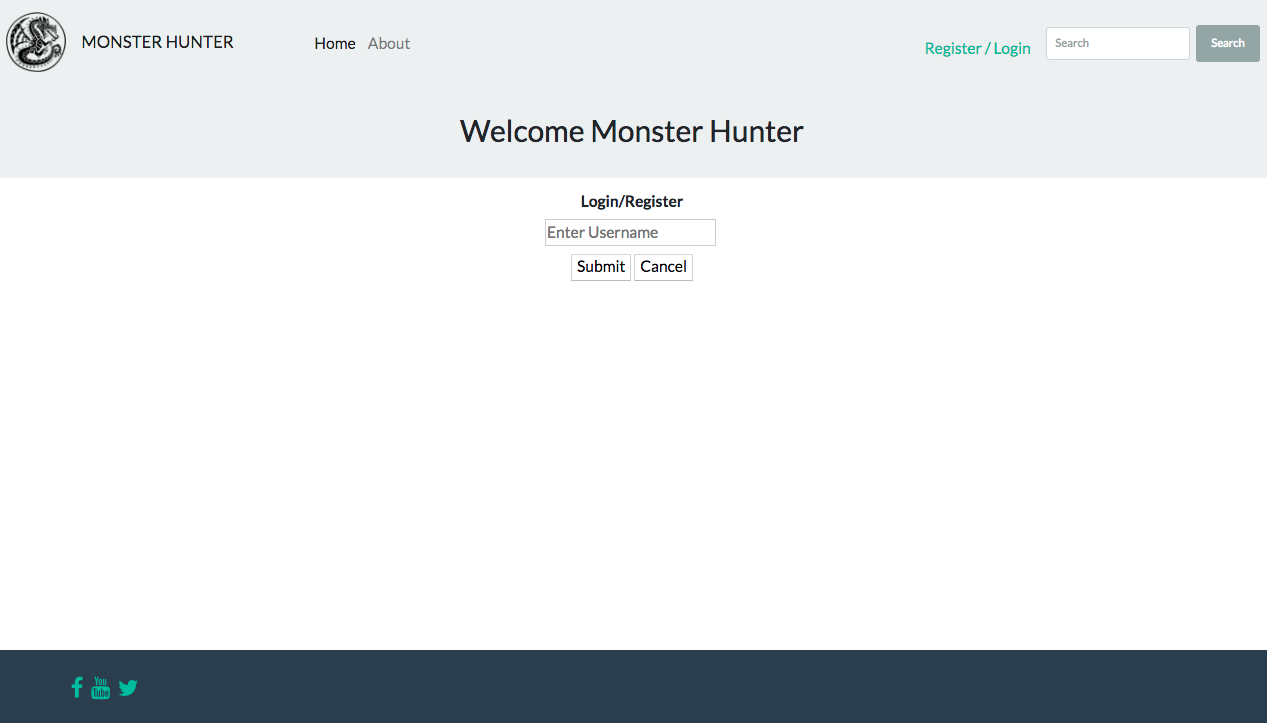 MONSTER HUNTER Home About Register / Login Search Search
Welcome Monster Hunter
Login/Register
Enter Username
Submit Cancel
You
Tube